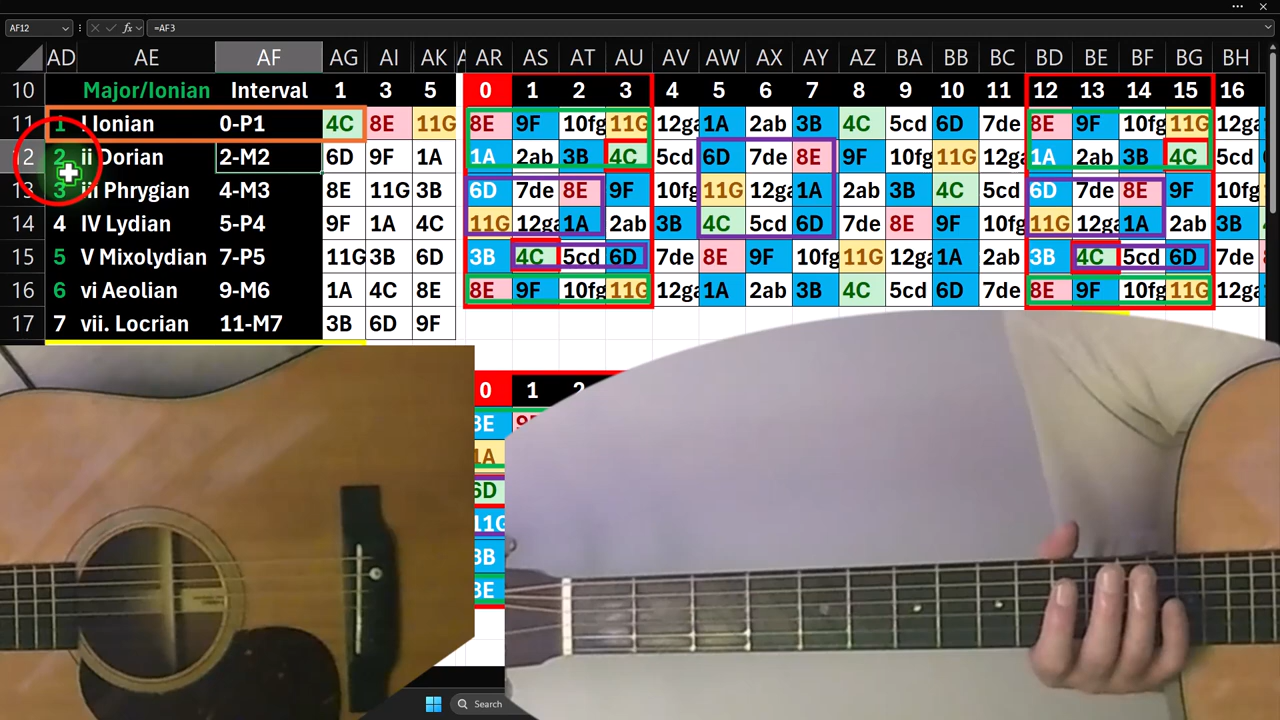 AF12 fx =AF3
AD AE AF AG AI AK A AR AS AT AU AV AW AX AY AZ BA BB BC BD BE BF BG BH
10 Major/Ionian Interval 1 3 5 0 1 2 3 4 5 6 7 8 9 10 11 12 13 14 15 16
11 1 I Ionian 0-P1 4C 8E 11G 8E 9F 10fg 11G 12ga 1A 2ab 3B 4C 5cd 6D 7de 8E 9F 10fg 11G 12ga
12 2 ii Dorian 2-M2 6D 9F 1A 1A 2ab 3B 4C 5cd 6D 7de 8E 9F 10fg 11G 12ga 1A 2ab 3B 4C 5cd
13 3 iii Phrygian 4-M3 8E 11G 3B 6D 7de 8E 9F 10fg 11G 12ga 1A 2ab 3B 4C 5cd 6D 7de 8E 9F 10fg
14 4 IV Lydian 5-P4 9F 1A 4C 11G 12ga 1A 2ab 3B 4C 5cd 6D 7de 8E 9F 10fg 11G 12ga 1A 2ab 3B
15 5 V Mixolydian 7-P5 11G 3B 6D 3B 4C 5cd 6D 7de 8E 9F 10fg 11G 12ga 1A 2ab 3B 4C 5cd 6D 7de
16 6 vi Aeolian 9-M6 1A 4C 8E 8E 9F 10fg 11G 12ga 1A 2ab 3B 4C 5cd 6D 7de 8E 9F 10fg 11G 12ga
17 7 vii. Locrian 11-M7 3B 6D 9F
0 1 2
8E
1A
6D
11G
3B
8E
Search